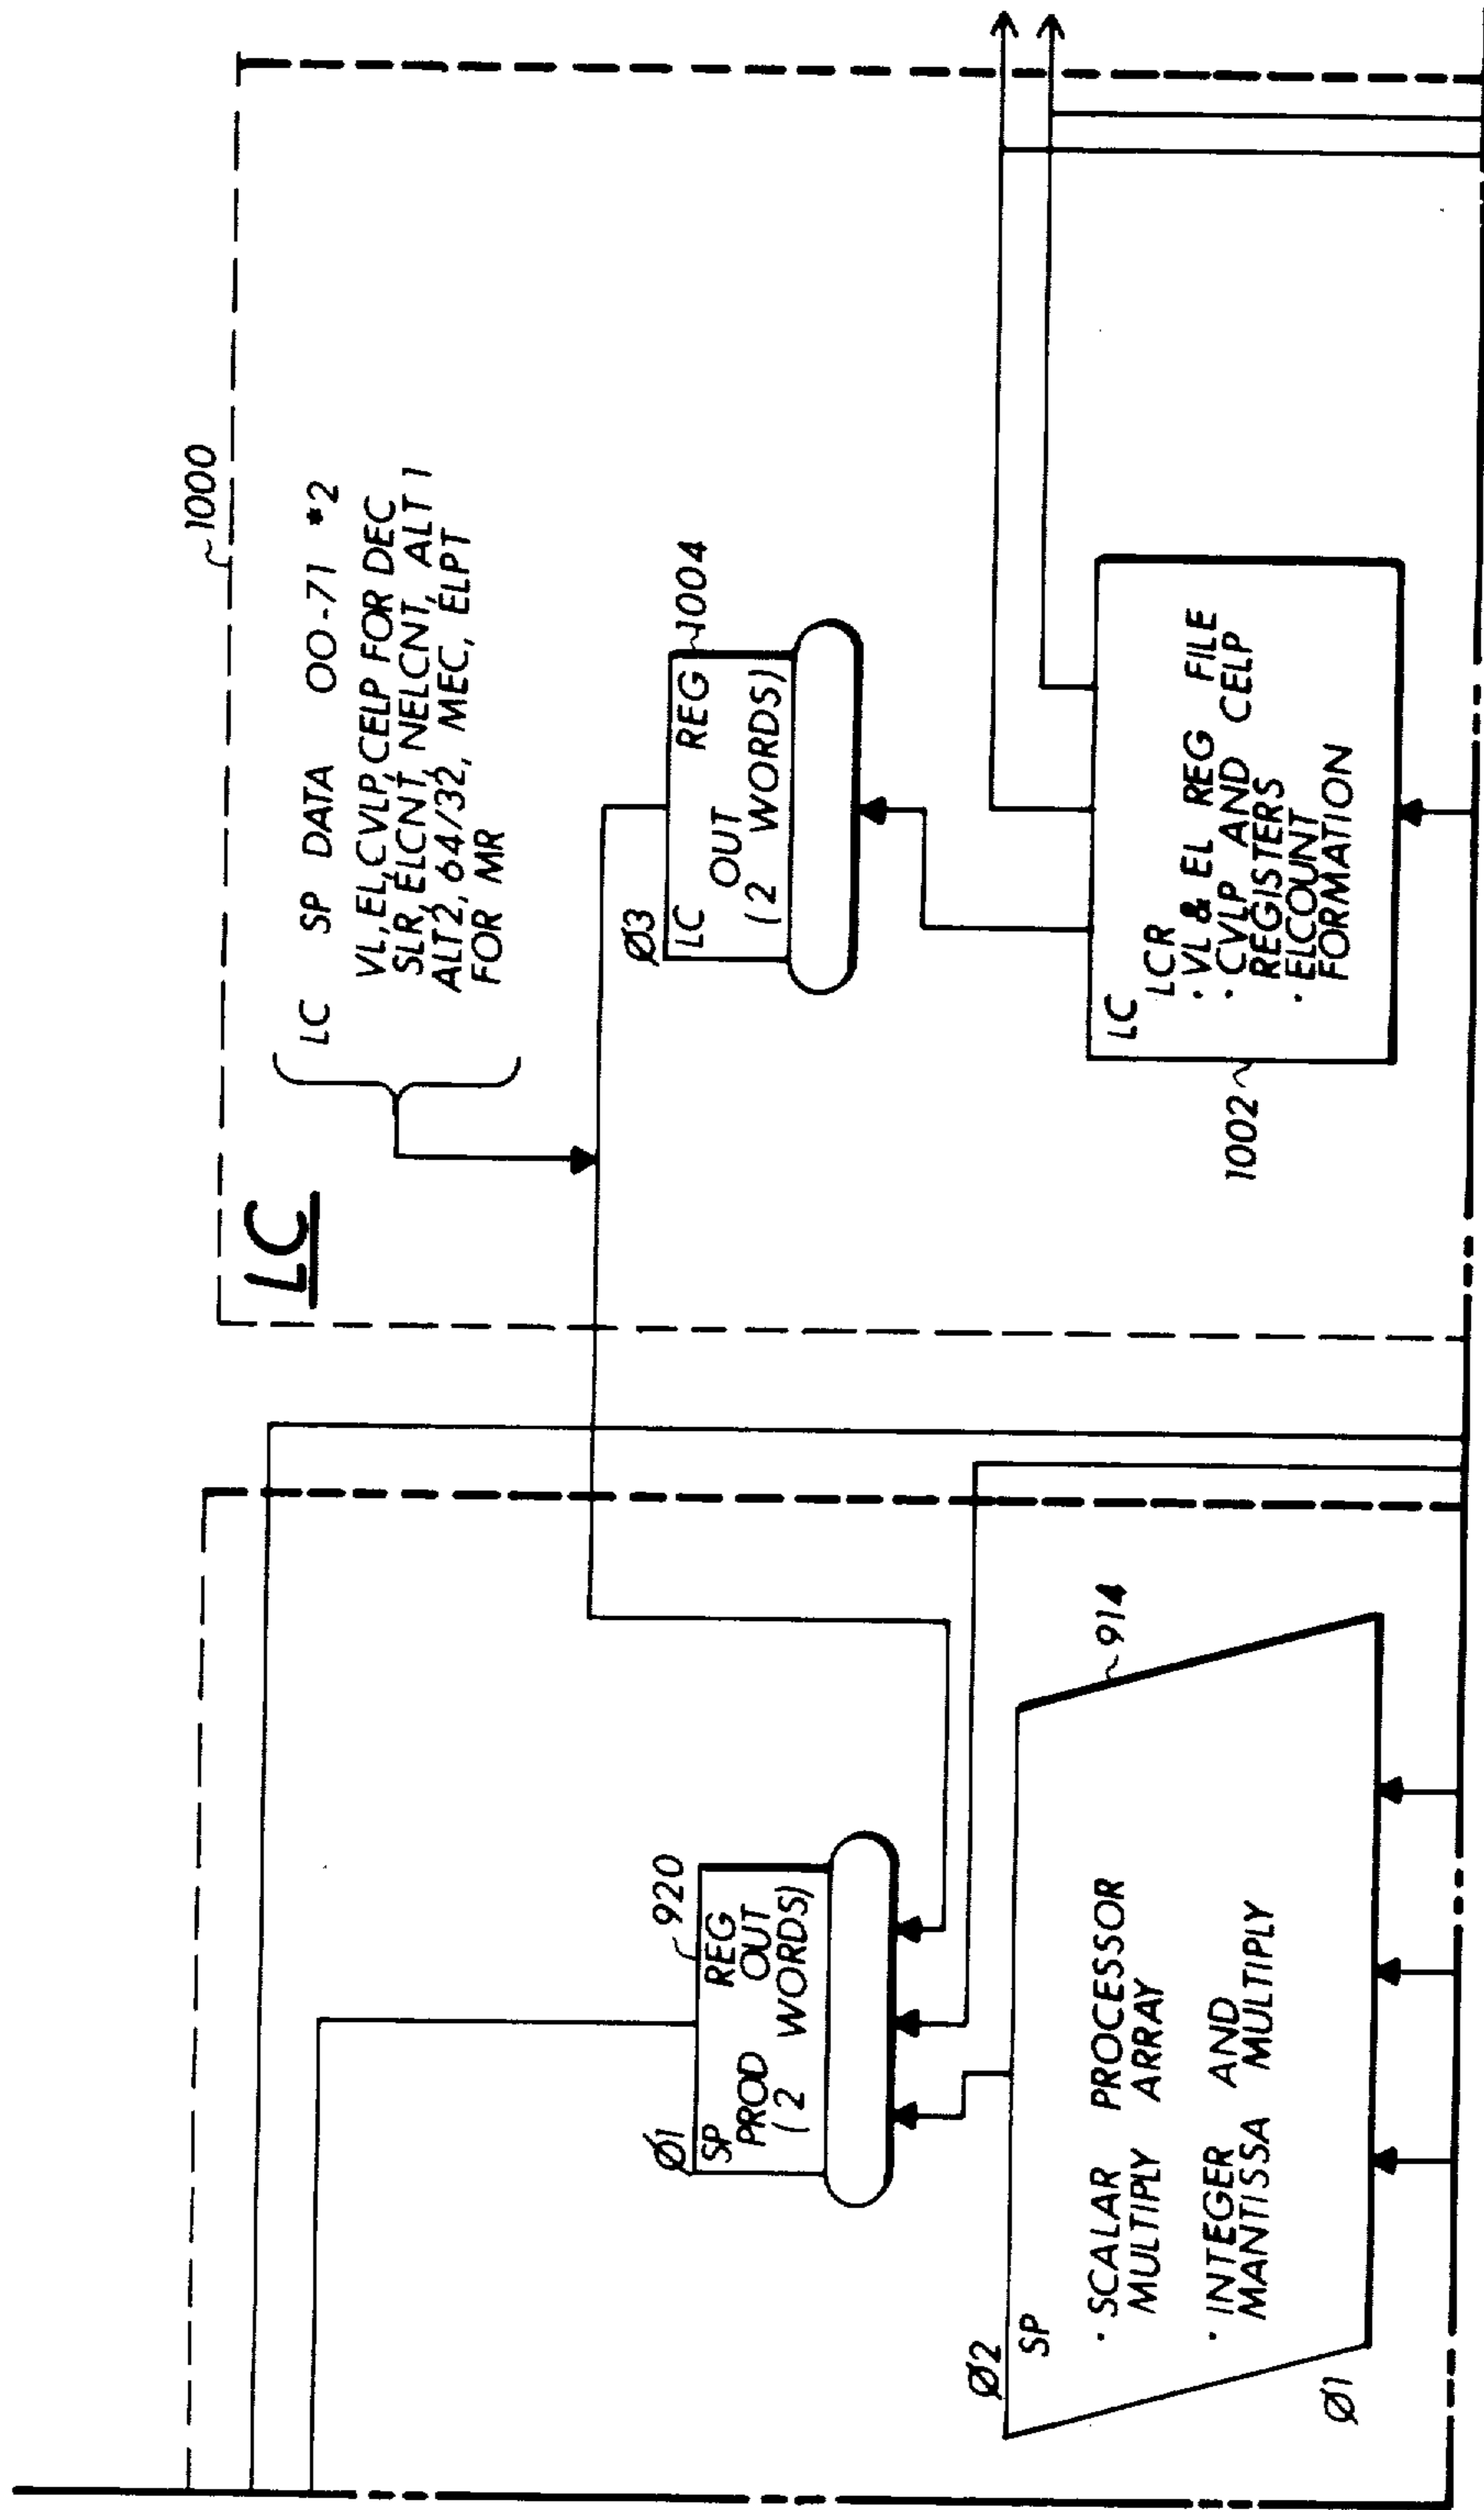 1000
LC
LC SP DATA 00-71 *2
VL, EL, CVLP, CELP FOR DEC
SLR, ELCNT, NELCNT, ALT 1
ALT2, 64/32, MEC, ELPT
FOR MR
Ø3
1004
LC REG
OUT
(2 WORDS)
1002
LC
LCR
· VL & EL REG FILE
· CVLP AND CELP
REGISTERS
· ELCOUNT
FORMATION
Ø1
920
SP REG
PROD OUT
(2 WORDS)
Ø2
914
SP
· SCALAR PROCESSOR
MULTIPLY ARRAY
· INTEGER AND
MANTISSA MULTIPLY
Ø1